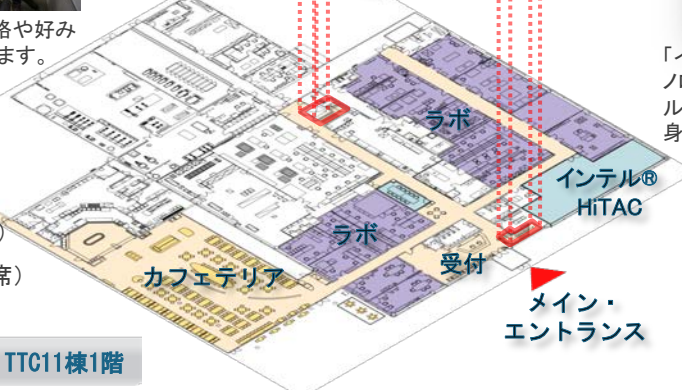 格や好み
ます。
「イ
ノロ
ル
身
ラボ
インテル®
HiTAC
)
ラボ
席)
カフェテリア
受付
メイン・
エントランス
TTC11棟1階